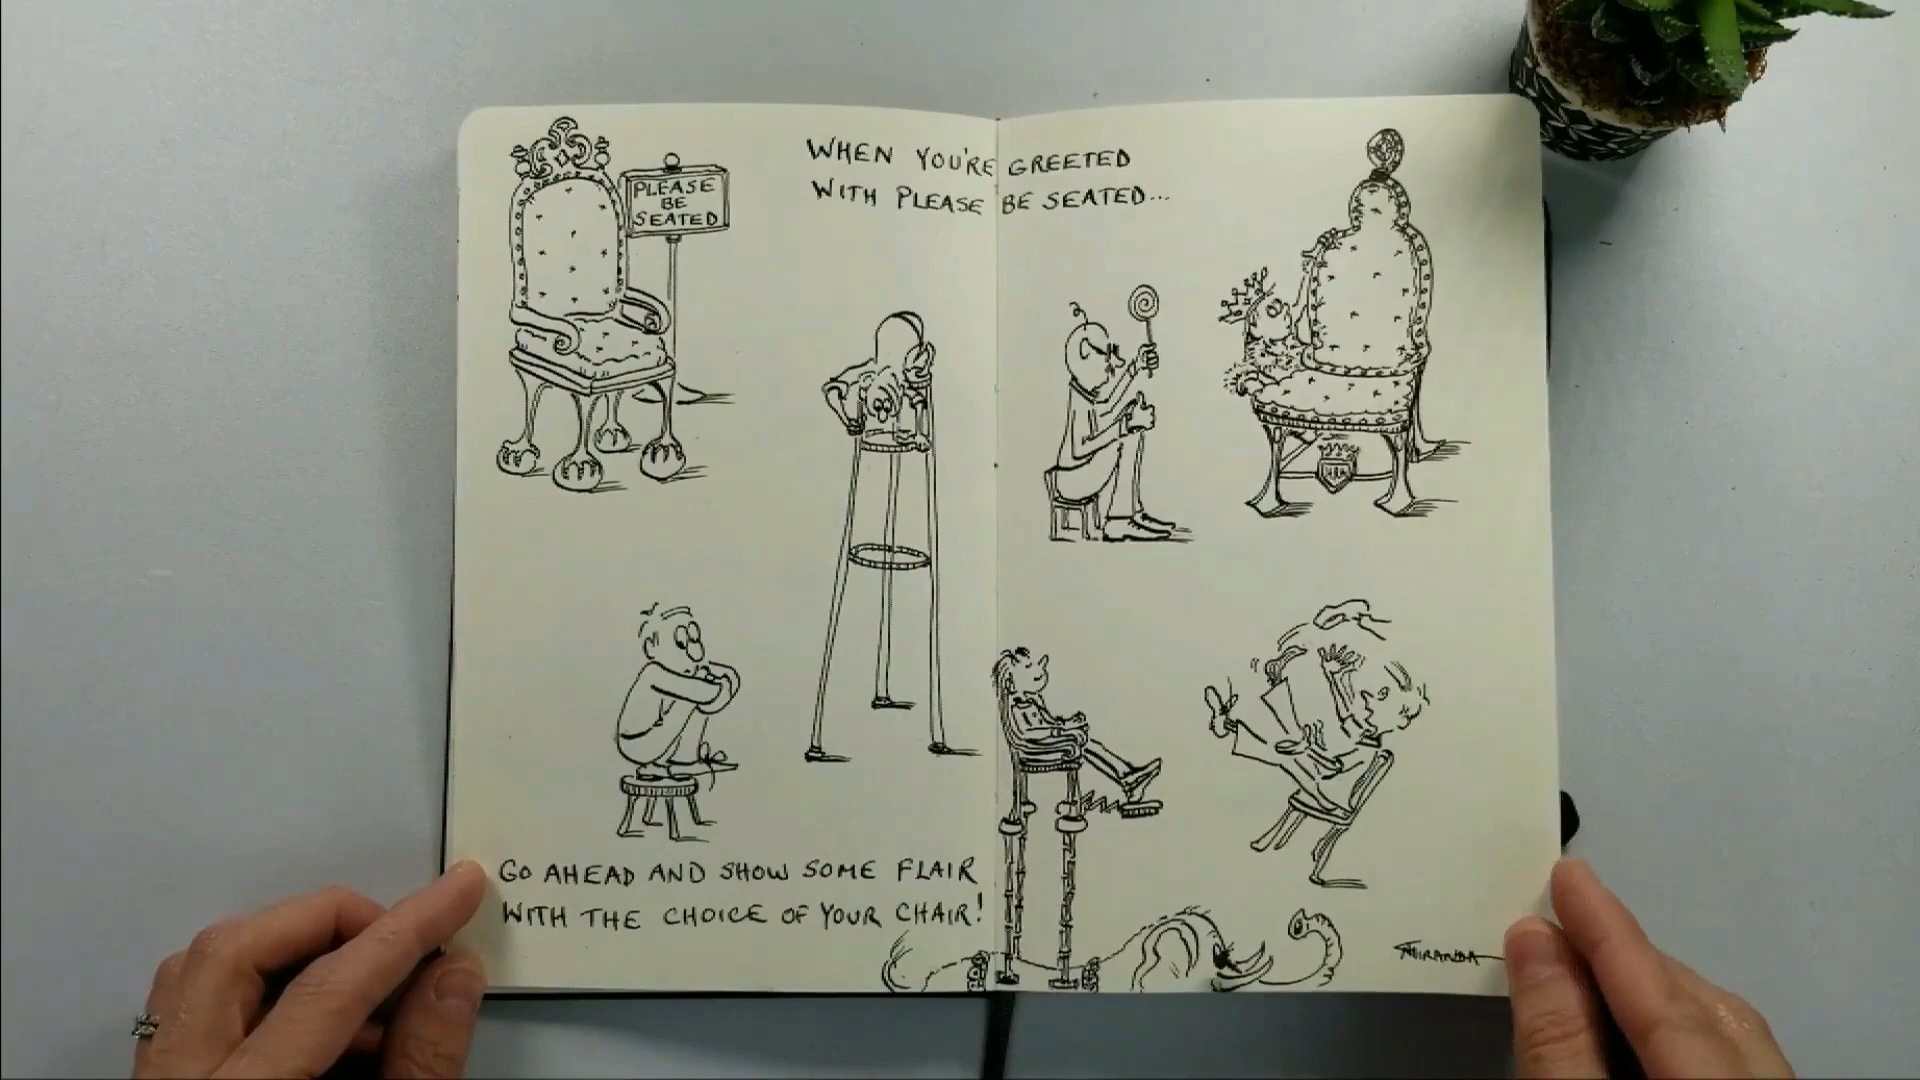 PLEASE
BE
SEATED
WHEN YOU'RE GREETED
WITH PLEASE BE SEATED...
GO AHEAD AND SHOW SOME FLAIR
WITH THE CHOICE OF YOUR CHAIR!
MIRANDA